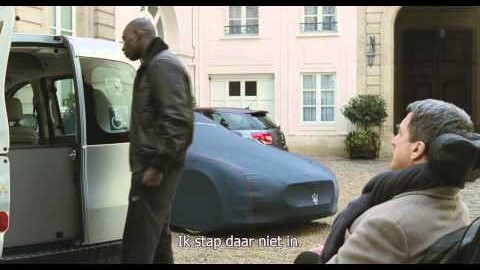 Ik stap daar niet in.